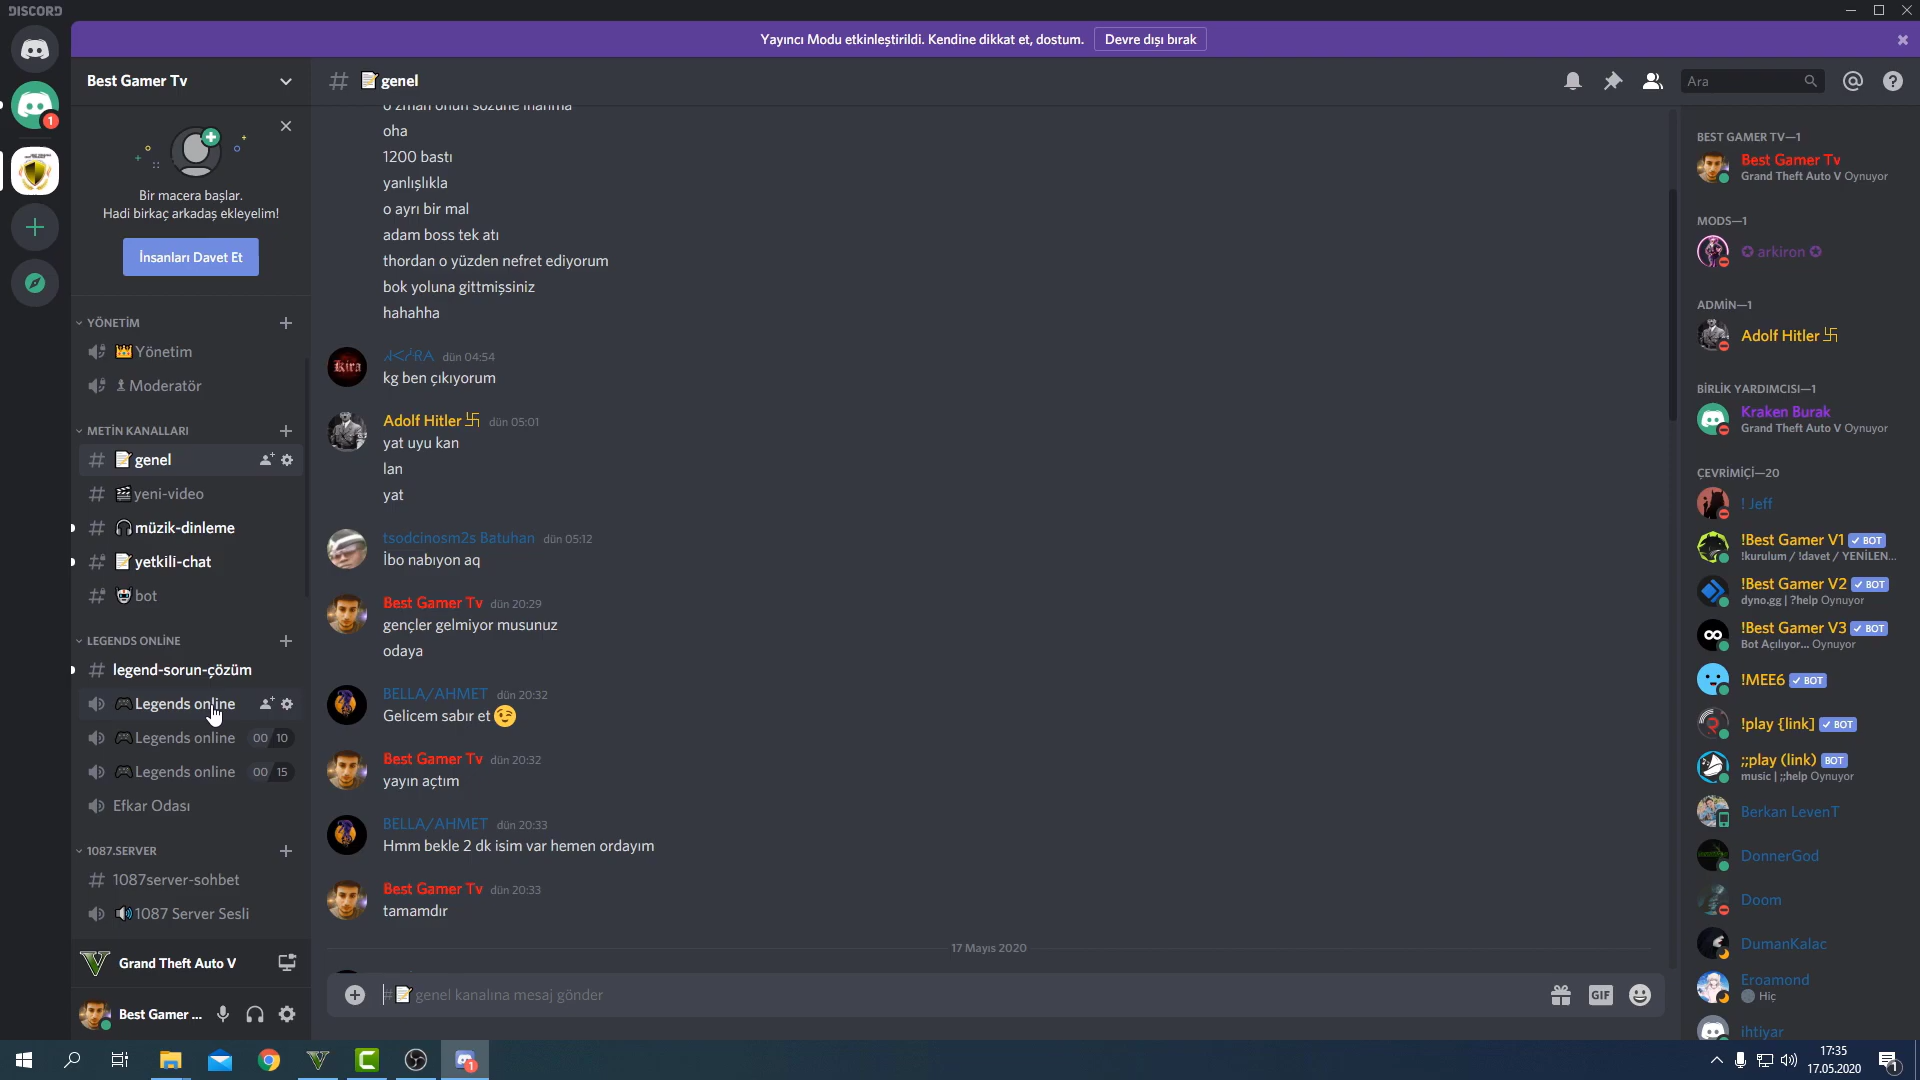 DISCORD
Yayıncı Modu etkinleştirildi. Kendine dikkat et, dostum.
Devre dışı bırak
Best Gamer Tv
genel
Ara
Bir macera başlar.
Hadi birkaç arkadaş ekleyelim!
İnsanları Davet Et
YÖNETİM
Yönetim
Moderatör
METİN KANALLARI
genel
yeni-video
müzik-dinleme
yetkili-chat
bot
LEGENDS ONLİNE
legend-sorun-çözüm
Legends online
Legends online 00 10
Legends online 00 15
Efkar Odası
1087.SERVER
1087server-sohbet
1087 Server Sesli
Grand Theft Auto V
Best Gamer ...
o zman onun sözüne inanma
oha
1200 bastı
yanlışlıkla
o ayrı bir mal
adam boss tek atı
thordan o yüzden nefret ediyorum
bok yoluna gittmişsiniz
hahahha
Kira
dün 04:54
kg ben çıkıyorum
Adolf Hitler 卐 dün 05:01
yat uyu kan
lan
yat
tsodcinosm2s Batuhan dün 05:12
İbo nabıyon aq
Best Gamer Tv dün 20:29
gençler gelmiyor musunuz
odaya
BELLA/AHMET dün 20:32
Gelicem sabır et 😉
Best Gamer Tv dün 20:32
yayın açtım
BELLA/AHMET dün 20:33
Hmm bekle 2 dk isim var hemen ordayım
Best Gamer Tv dün 20:33
tamamdır
17 Mayıs 2020
# genel kanalına mesaj gönder
GIF
BEST GAMER TV—1
Best Gamer Tv
Grand Theft Auto V Oynuyor
MODS—1
✪ arkiron ✪
ADMİN—1
Adolf Hitler 卐
BİRLİK YARDIMCISI—1
Kraken Burak
Grand Theft Auto V Oynuyor
ÇEVRİMİÇİ—20
! Jeff
!Best Gamer V1 ✓ BOT
!kurulum / !davet / YENİLEN...
!Best Gamer V2 ✓ BOT
dyno.gg | ?help Oynuyor
!Best Gamer V3 ✓ BOT
Bot Açılıyor... Oynuyor
!MEE6 ✓ BOT
!play {link] ✓ BOT
;;play (link) BOT
music | ;;help Oynuyor
Berkan LevenT
DonnerGod
Doom
DumanKalac
Eroamond
Hiç
ihtiyar
17:35
17.05.2020